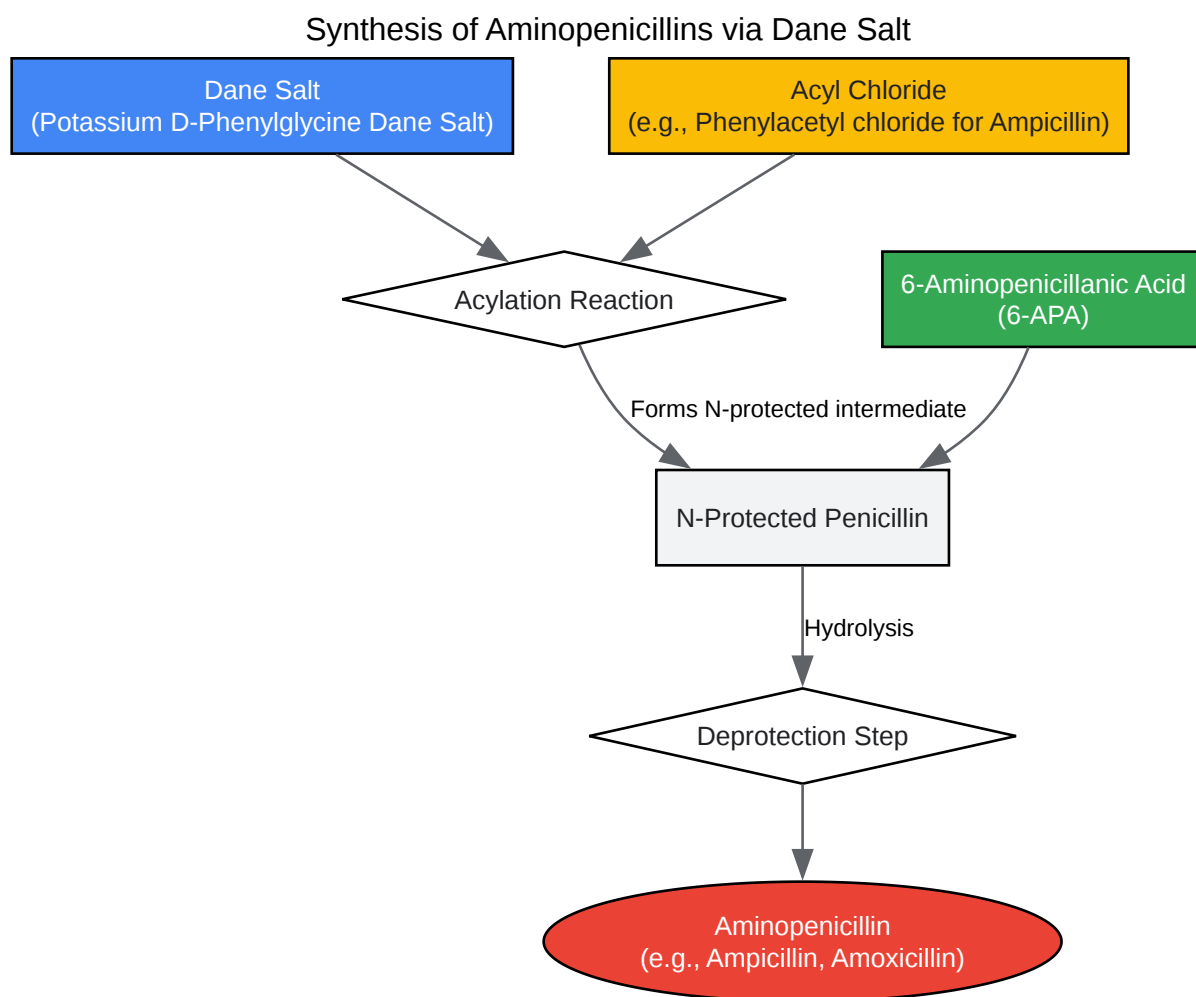 Synthesis of Aminopenicillins via Dane Salt
Dane Salt
(Potassium D-Phenylglycine Dane Salt)
Acyl Chloride
(e.g., Phenylacetyl chloride for Ampicillin)
Acylation Reaction
6-Aminopenicillanic Acid
(6-APA)
Forms N-protected intermediate
N-Protected Penicillin
Hydrolysis
Deprotection Step
Aminopenicillin
(e.g., Ampicillin, Amoxicillin)